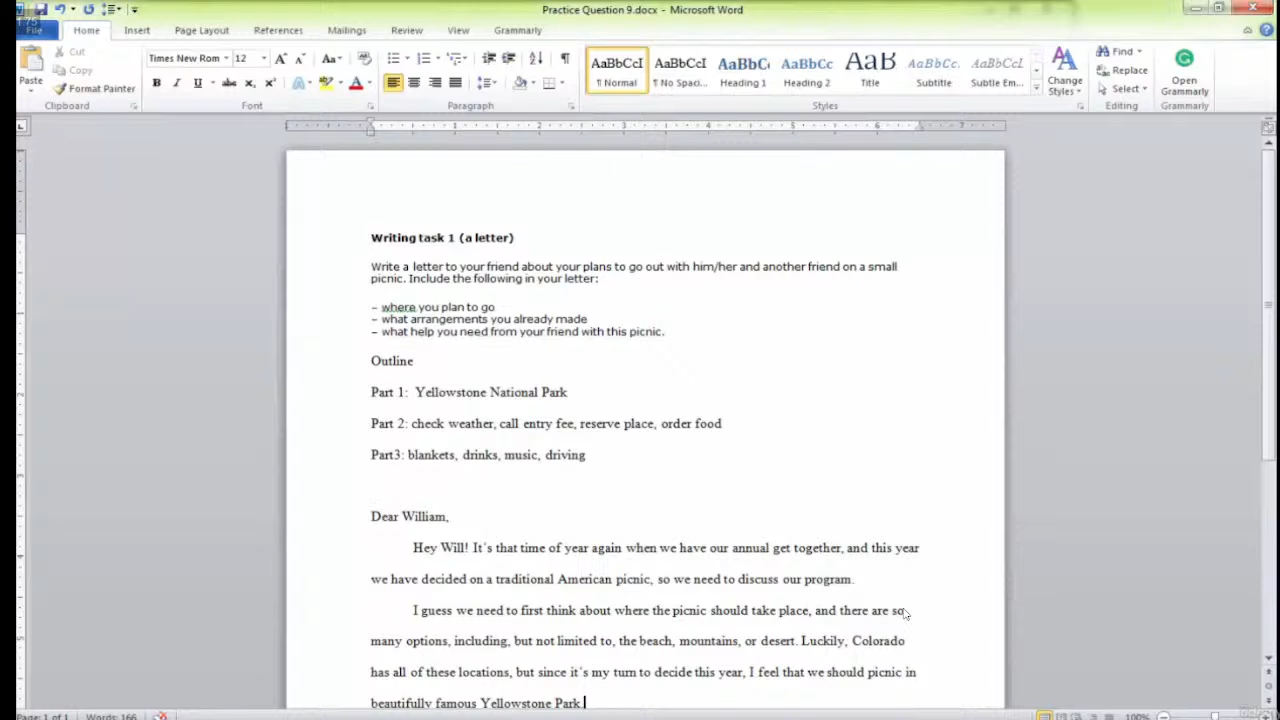 Practice Question 9.docx - Microsoft Word
File Home Insert Page Layout References Mailings Review View Grammarly
Cut
Copy
Format Painter
Paste
Clipboard
Times New Rom 12
Font
Paragraph
AaBbCcI AaBbCcI AaBbC AaBbCc AaB AaBbCc. AaBbCcI
¶ Normal ¶ No Spaci... Heading 1 Heading 2 Title Subtitle Subtle Em...
Change Styles
Styles
Find
Replace
Select
Editing
Open Grammarly
Grammarly
Writing task 1 (a letter)
Write a letter to your friend about your plans to go out with him/her and another friend on a small
picnic. Include the following in your letter:
– where you plan to go
– what arrangements you already made
– what help you need from your friend with this picnic.
Outline
Part 1: Yellowstone National Park
Part 2: check weather, call entry fee, reserve place, order food
Part3: blankets, drinks, music, driving
Dear William,
Hey Will! It's that time of year again when we have our annual get together, and this year
we have decided on a traditional American picnic, so we need to discuss our program.
I guess we need to first think about where the picnic should take place, and there are so
many options, including, but not limited to, the beach, mountains, or desert. Luckily, Colorado
has all of these locations, but since it's my turn to decide this year, I feel that we should picnic in
beautifully famous Yellowstone Park
Page: 1 of 1 Words: 166 100%